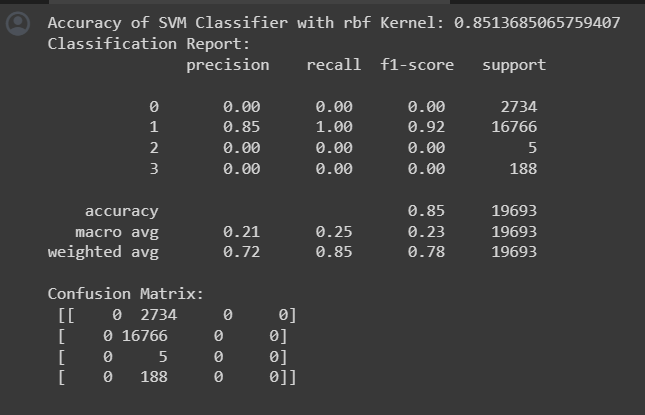 Accuracy of SVM Classifier with rbf Kernel: 0.8513685065759407
Classification Report:
precision recall f1-score support
0 0.00 0.00 0.00 2734
1 0.85 1.00 0.92 16766
2 0.00 0.00 0.00 5
3 0.00 0.00 0.00 188
accuracy 0.85 19693
macro avg 0.21 0.25 0.23 19693
weighted avg 0.72 0.85 0.78 19693
Confusion Matrix:
[[ 0 2734 0 0]
[ 0 16766 0 0]
[ 0 5 0 0]
[ 0 188 0 0]]